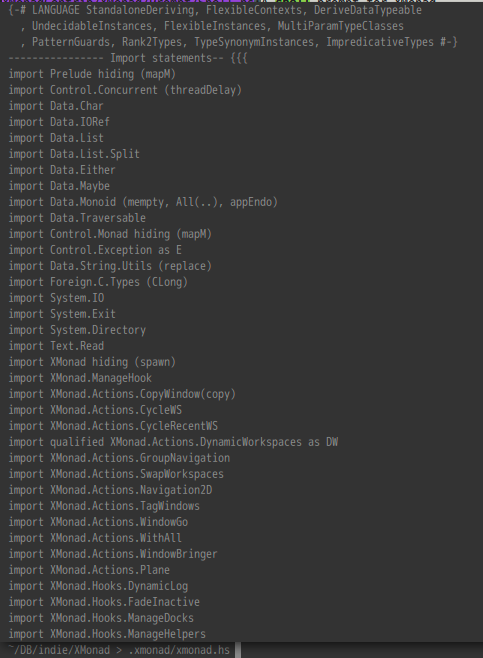 {-# LANGUAGE StandaloneDeriving, FlexibleContexts, DeriveDataTypeable
  , UndecidableInstances, FlexibleInstances, MultiParamTypeClasses
  , PatternGuards, Rank2Types, TypeSynonymInstances, ImpredicativeTypes #-}
---------------- Import statements-- {{{
import Prelude hiding (mapM)
import Control.Concurrent (threadDelay)
import Data.Char
import Data.IORef
import Data.List
import Data.List.Split
import Data.Either
import Data.Maybe
import Data.Monoid (mempty, All(..), appEndo)
import Data.Traversable
import Control.Monad hiding (mapM)
import Control.Exception as E
import Data.String.Utils (replace)
import Foreign.C.Types (CLong)
import System.IO
import System.Exit
import System.Directory
import Text.Read
import XMonad hiding (spawn)
import XMonad.ManageHook
import XMonad.Actions.CopyWindow(copy)
import XMonad.Actions.CycleWS
import XMonad.Actions.CycleRecentWS
import qualified XMonad.Actions.DynamicWorkspaces as DW
import XMonad.Actions.GroupNavigation
import XMonad.Actions.SwapWorkspaces
import XMonad.Actions.Navigation2D
import XMonad.Actions.TagWindows
import XMonad.Actions.WindowGo
import XMonad.Actions.WithAll
import XMonad.Actions.WindowBringer
import XMonad.Actions.Plane
import XMonad.Hooks.DynamicLog
import XMonad.Hooks.FadeInactive
import XMonad.Hooks.ManageDocks
import XMonad.Hooks.ManageHelpers
~/DB/indie/XMonad > .xmonad/xmonad.hs